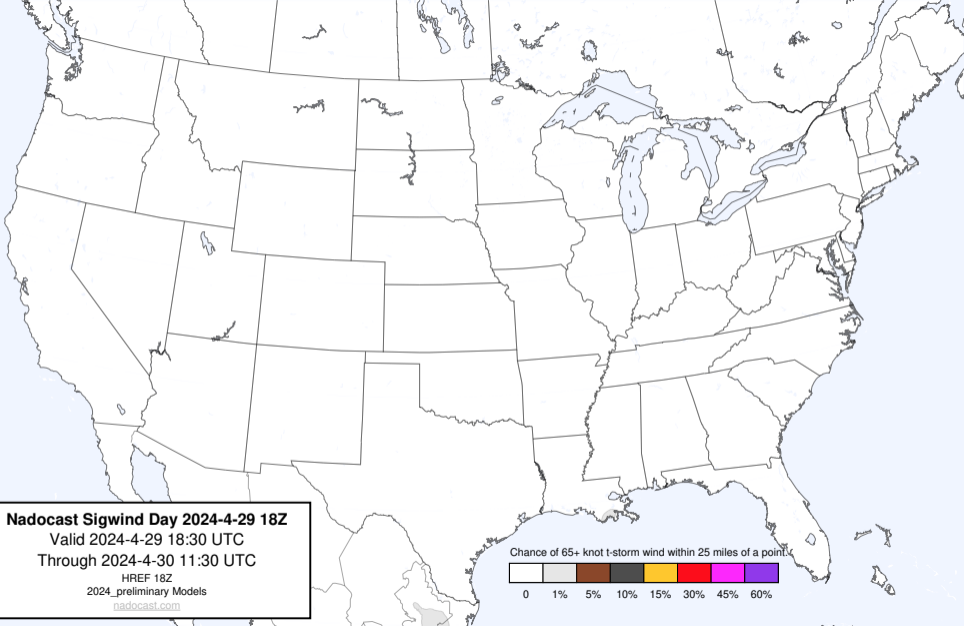 Nadocast Sigwind Day 2024-4-29 18Z
Valid 2024-4-29 18:30 UTC
Through 2024-4-30 11:30 UTC
HREF 18Z
2024_preliminary Models
nadocast.com
Chance of 65+ knot t-storm wind within 25 miles of a point.
0 1% 5% 10% 15% 30% 45% 60%